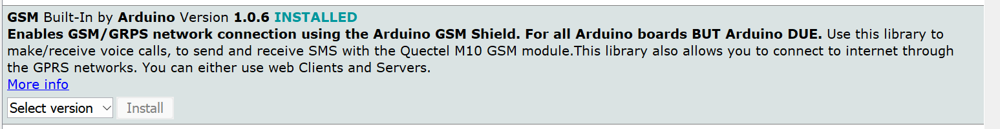 GSM Built-In by Arduino Version 1.0.6 INSTALLED
Enables GSM/GRPS network connection using the Arduino GSM Shield. For all Arduino boards BUT Arduino DUE. Use this library to
make/receive voice calls, to send and receive SMS with the Quectel M10 GSM module.This library also allows you to connect to internet through
the GPRS networks. You can either use web Clients and Servers.
More info
Select version Install